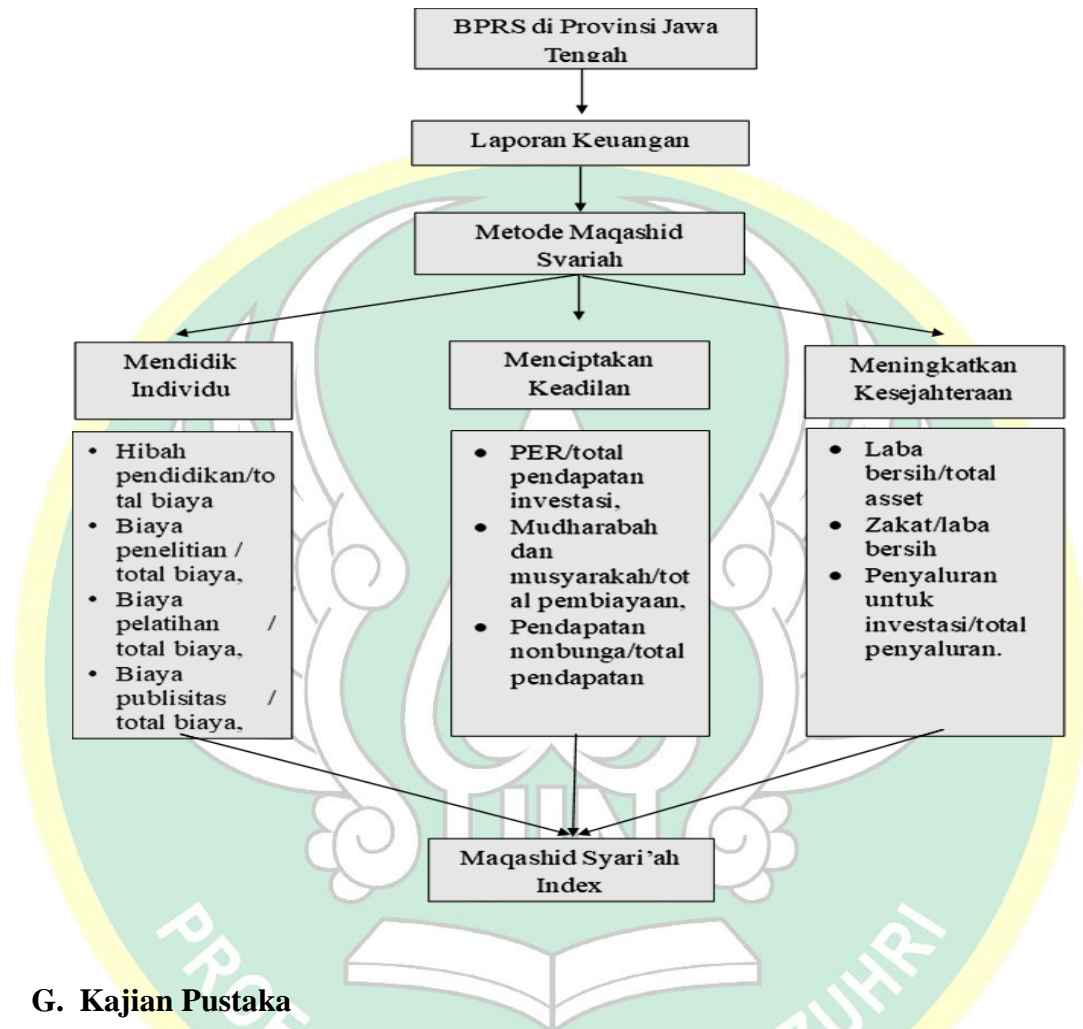 BPRS di Provinsi Jawa
Tengah
Laporan Keuangan
Metode Maqashid
Syariah
Mendidik
Individu
• Hibah
pendidikan/to
tal biaya
• Biaya
penelitian /
total biaya,
• Biaya
pelatihan /
total biaya,
• Biaya
publisitas /
total biaya,
Menciptakan
Keadilan
• PER/total
pendapatan
investasi,
• Mudharabah
dan
musyarakah/tot
al pembiayaan,
• Pendapatan
nonbunga/total
pendapatan
Meningkatkan
Kesejahteraan
• Laba
bersih/total
asset
• Zakat/laba
bersih
• Penyaluran
untuk
investasi/total
penyaluran.
UIN
Maqashid Syari’ah
Index
G. Kajian Pustaka